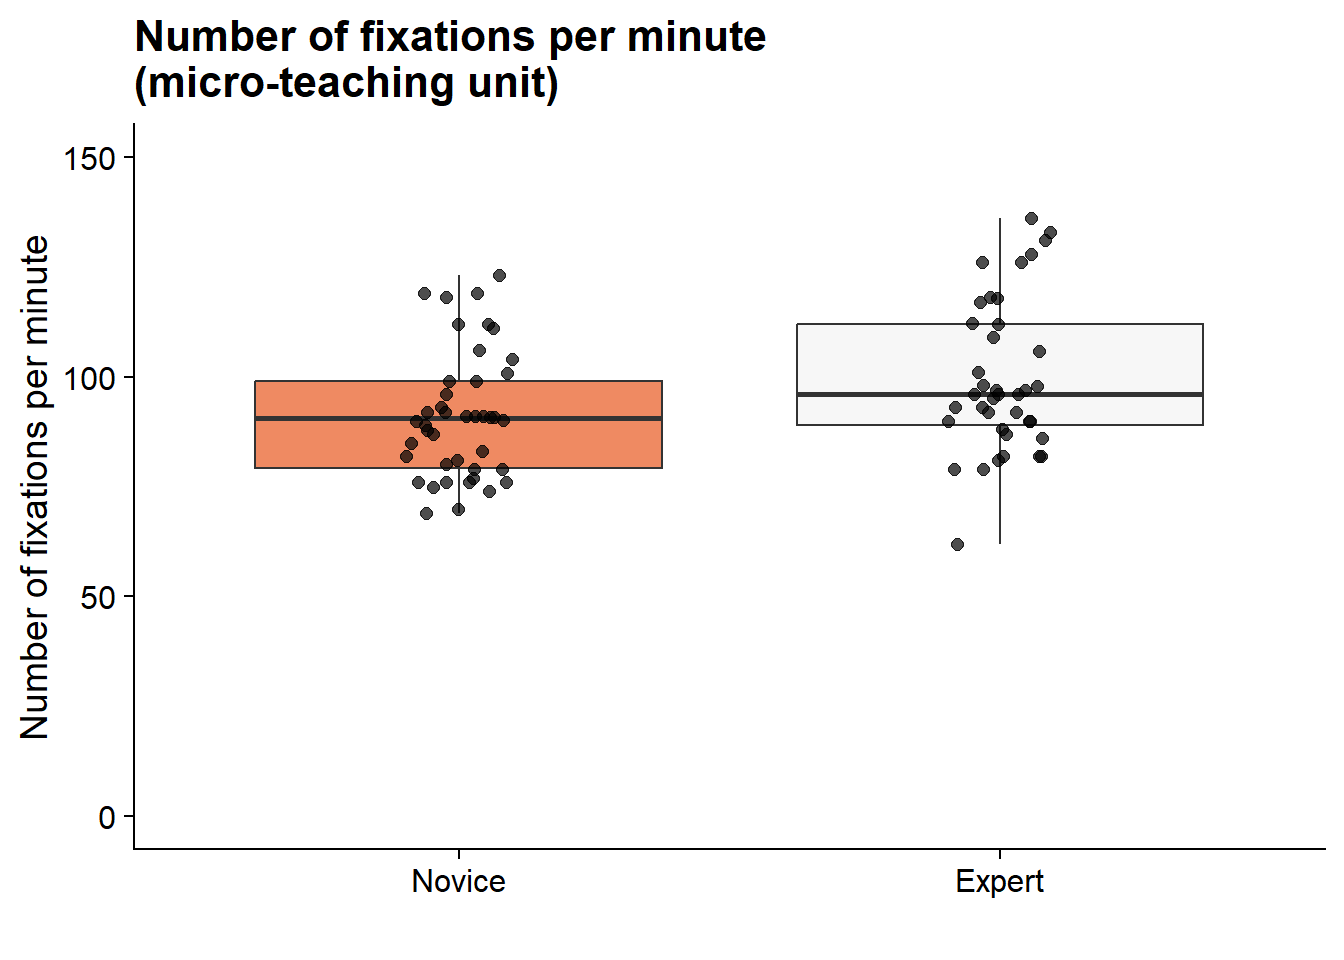 Number of fixations per minute
(micro-teaching unit)
Number of fixations per minute
150
100
50
0
Novice
Expert